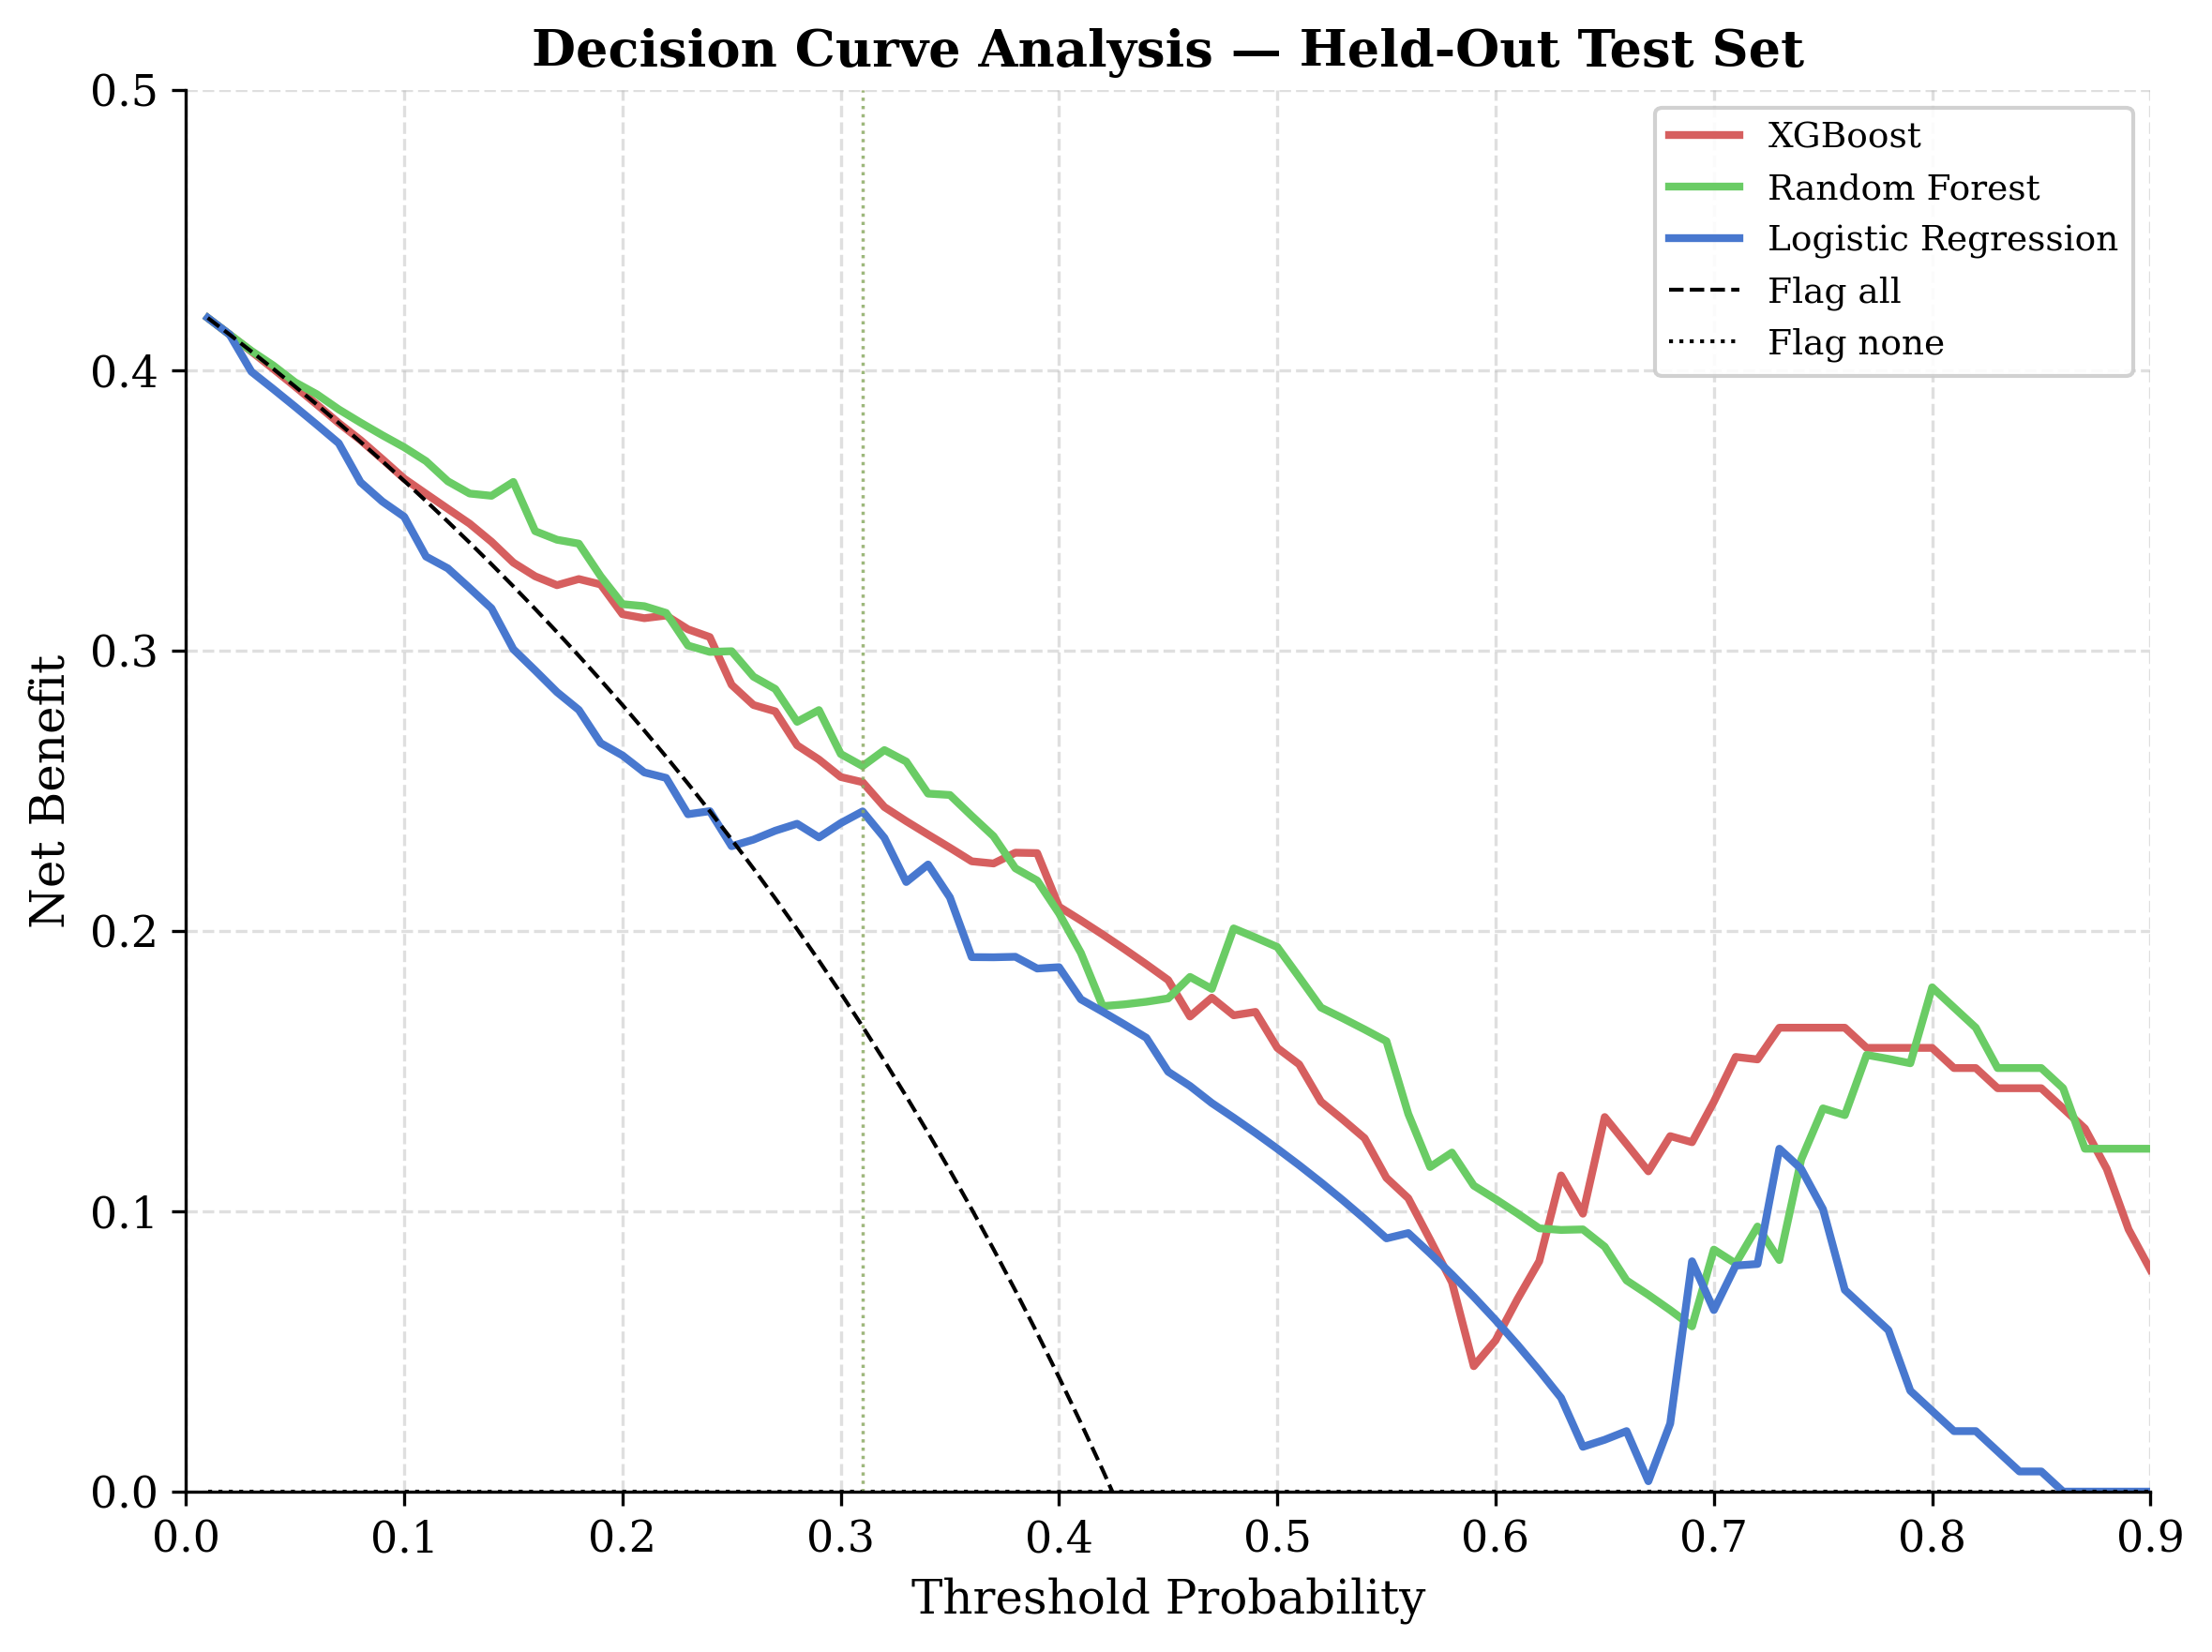 Decision Curve Analysis — Held-Out Test Set
XGBoost
Random Forest
Logistic Regression
Flag all
Flag none
Net Benefit
0.5
0.4
0.3
0.2
0.1
0.0
0.0 0.1 0.2 0.3 0.4 0.5 0.6 0.7 0.8 0.9
Threshold Probability